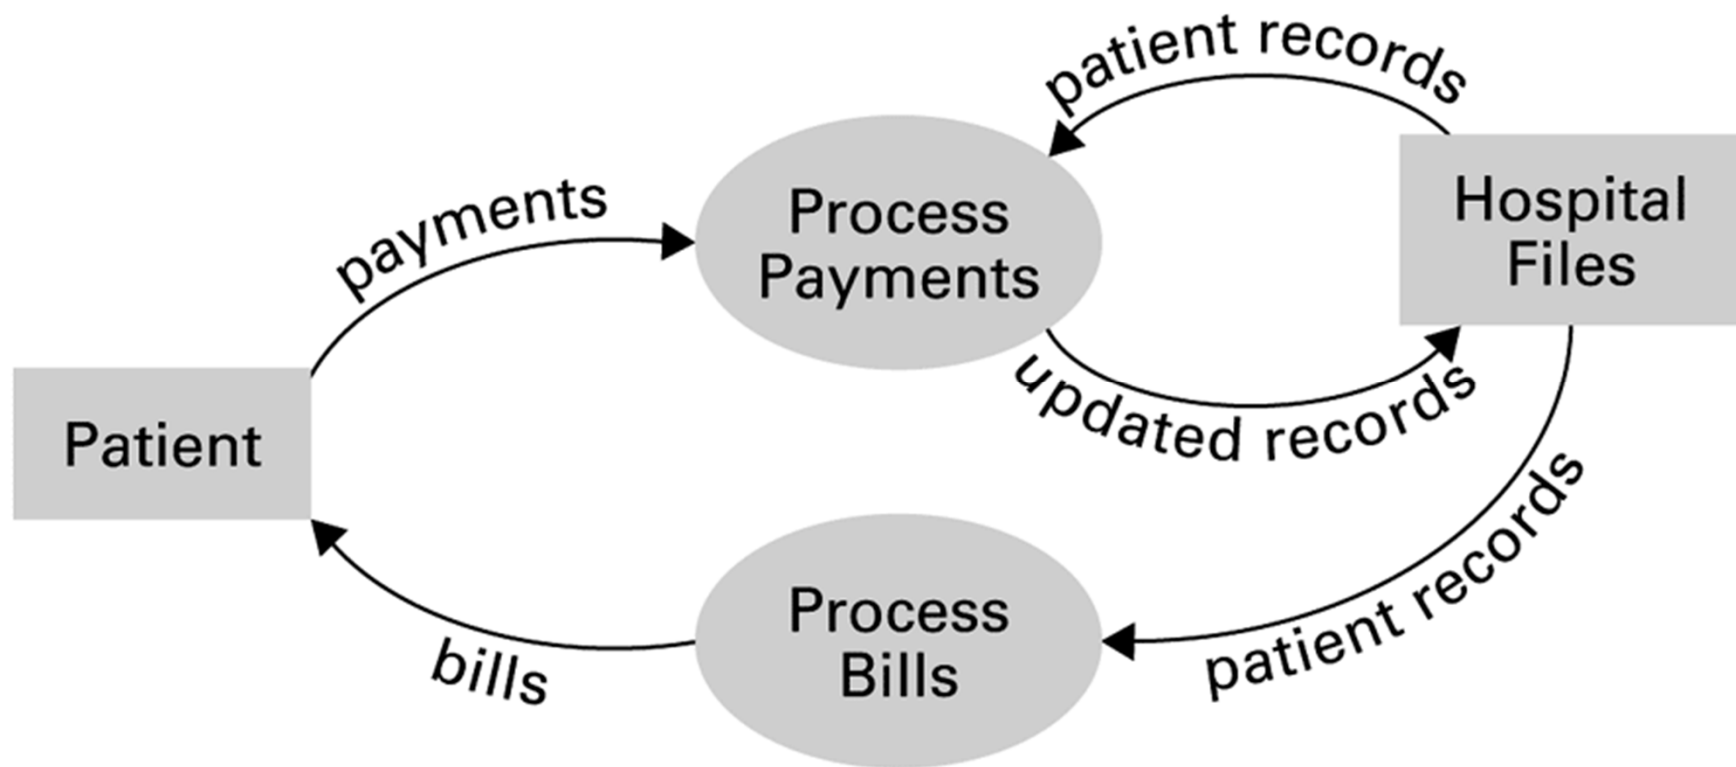 patient records
payments
Process
Payments
Hospital
Files
updated records
Patient
patient records
Process
Bills
bills